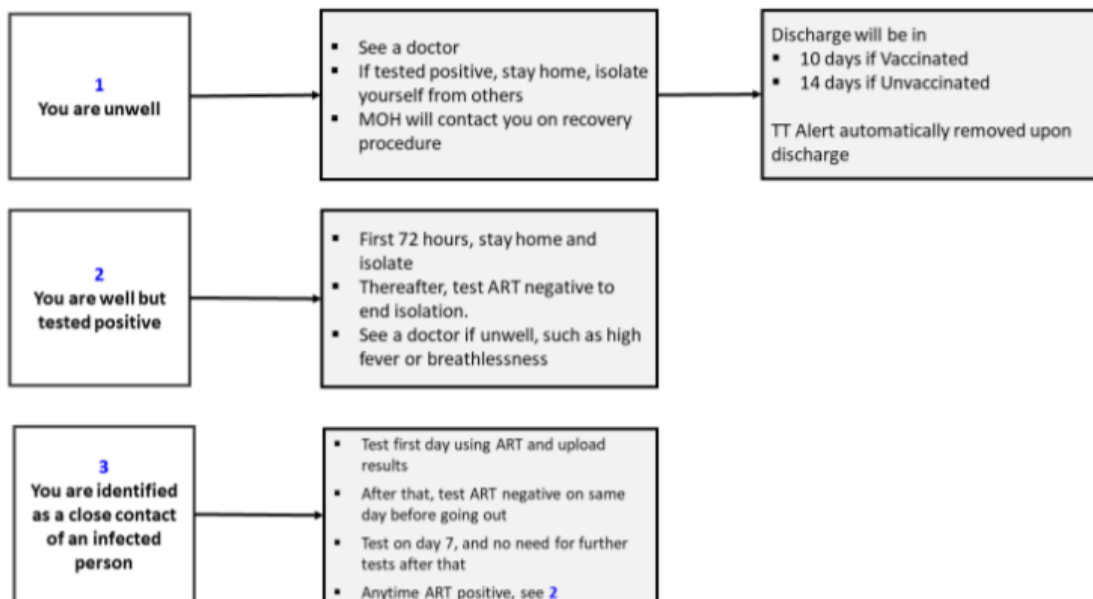 1
You are unwell
▪ See a doctor
▪ If tested positive, stay home, isolate
yourself from others
▪ MOH will contact you on recovery
procedure
Discharge will be in
▪ 10 days if Vaccinated
▪ 14 days if Unvaccinated
TT Alert automatically removed upon
discharge
2
You are well but
tested positive
▪ First 72 hours, stay home and
isolate
▪ Thereafter, test ART negative to
end isolation.
▪ See a doctor if unwell, such as high
fever or breathlessness
3
You are identified
as a close contact
of an infected
person
▪ Test first day using ART and upload
results
▪ After that, test ART negative on same
day before going out
▪ Test on day 7, and no need for further
tests after that
▪ Anytime ART positive, see 2